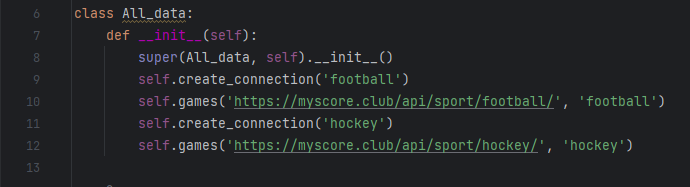 6 class All_data:
7 def __init__(self):
8 super(All_data, self).__init__()
9 self.create_connection('football')
10 self.games('https://myscore.club/api/sport/football/', 'football')
11 self.create_connection('hockey')
12 self.games('https://myscore.club/api/sport/hockey/', 'hockey')
13